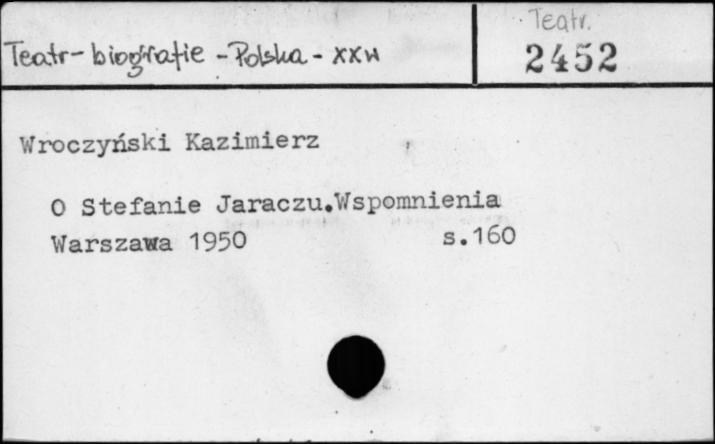 Teatr-biografie-Polska-XXw
Teatr.
2452
Wroczyński Kazimierz
O Stefanie Jaraczu.Wspomnienia
Warszawa 1950 s.160